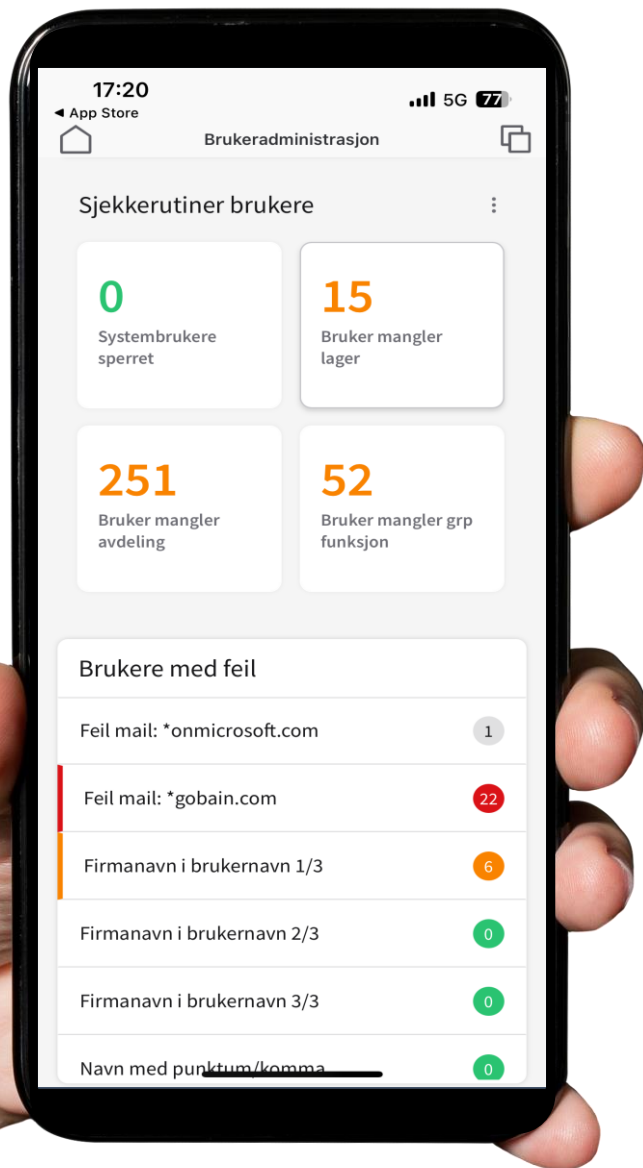 17:20
5G 77
◀ App Store
Brukeradministrasjon
Sjekkerutiner brukere
0
Systembrukere
sperret
15
Bruker mangler
lager
251
Bruker mangler
avdeling
52
Bruker mangler grp
funksjon
Brukere med feil
Feil mail: *onmicrosoft.com 1
Feil mail: *gobain.com 22
Firmanavn i brukernavn 1/3 6
Firmanavn i brukernavn 2/3 0
Firmanavn i brukernavn 3/3 0
Navn med punktum/komma 0